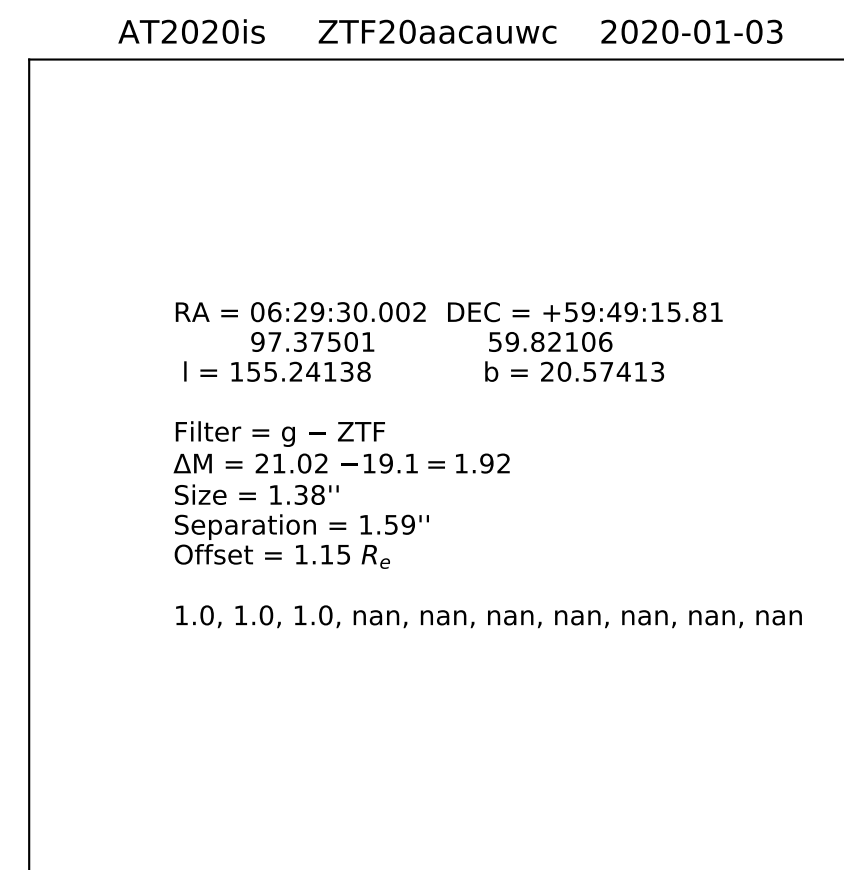 AT2020is ZTF20aacauwc 2020-01-03
RA = 06:29:30.002 DEC = +59:49:15.81
97.37501 59.82106
l = 155.24138 b = 20.57413
Filter = g − ZTF
ΔM = 21.02 −19.1 = 1.92
Size = 1.38''
Separation = 1.59''
Offset = 1.15 Rₑ
1.0, 1.0, 1.0, nan, nan, nan, nan, nan, nan, nan